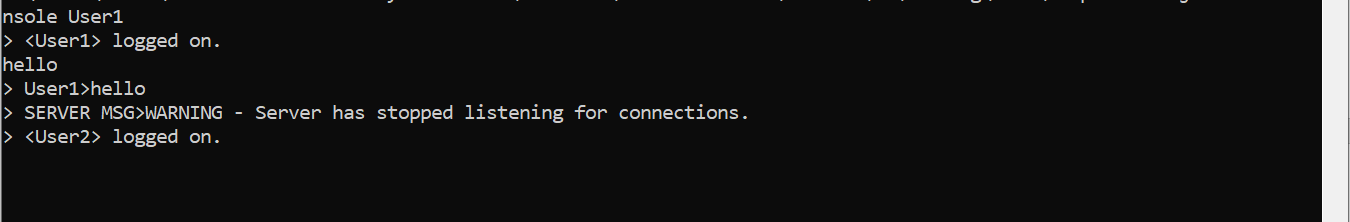 nsole User1
> <User1> logged on.
hello
> User1>hello
> SERVER MSG>WARNING - Server has stopped listening for connections.
> <User2> logged on.